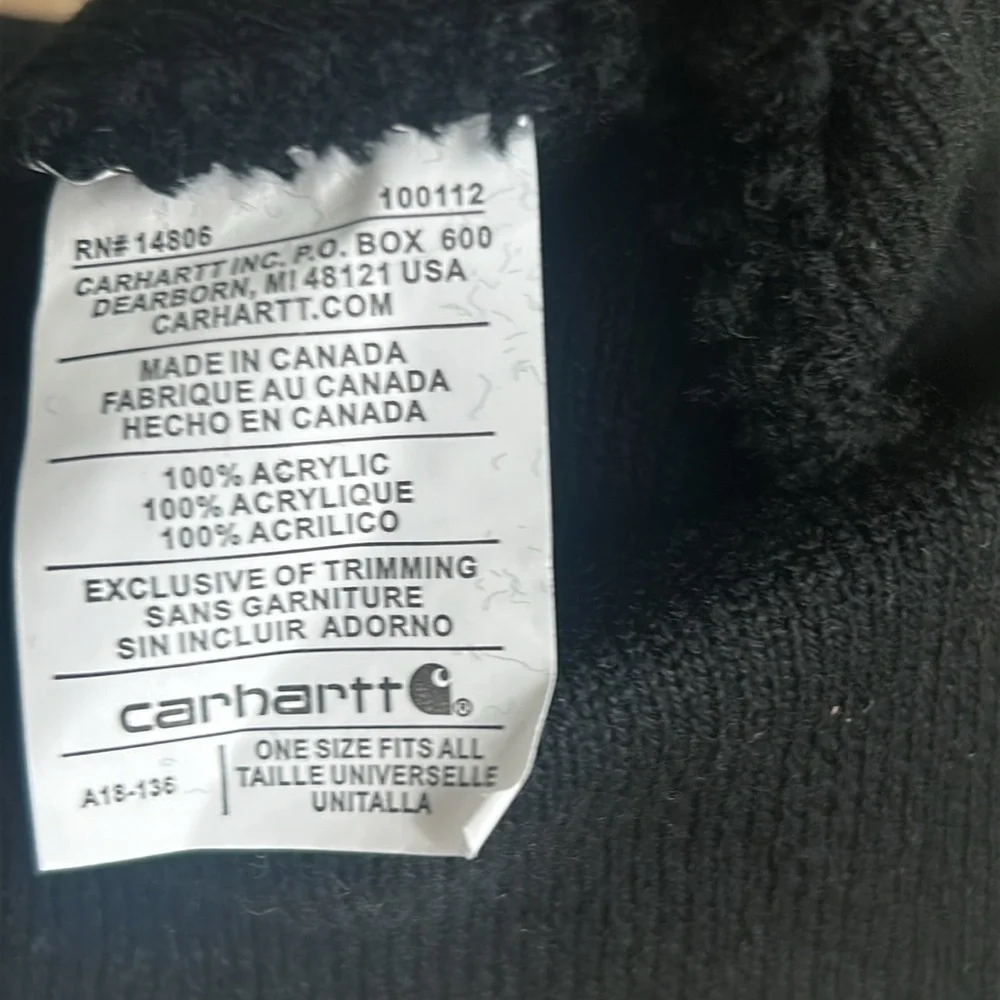 100112
RN# 14806
CARHARTT INC. P.O. BOX 600
DEARBORN, MI 48121 USA
CARHARTT.COM
MADE IN CANADA
FABRIQUE AU CANADA
HECHO EN CANADA
100% ACRYLIC
100% ACRYLIQUE
100% ACRILICO
EXCLUSIVE OF TRIMMING
SANS GARNITURE
SIN INCLUIR ADORNO
carhartt ®
A18-136
ONE SIZE FITS ALL
TAILLE UNIVERSELLE
UNITALLA